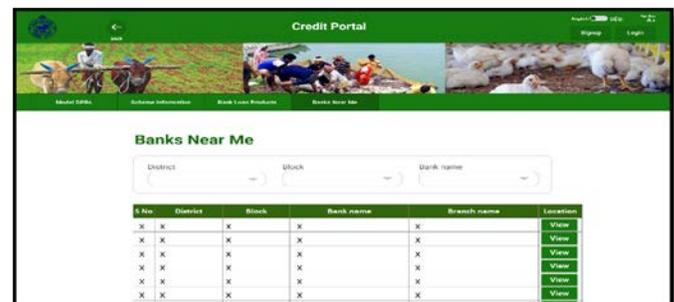 Credit Portal
English
Signup Login
Model DPRs Scheme Information Bank Loan Products Banks Near Me
Banks Near Me
District Block Bank name
S No District Block Bank name Branch name Location
X X X X X View
X X X X X View
X X X X X View
X X X X X View
X X X X X View
X X X X X View